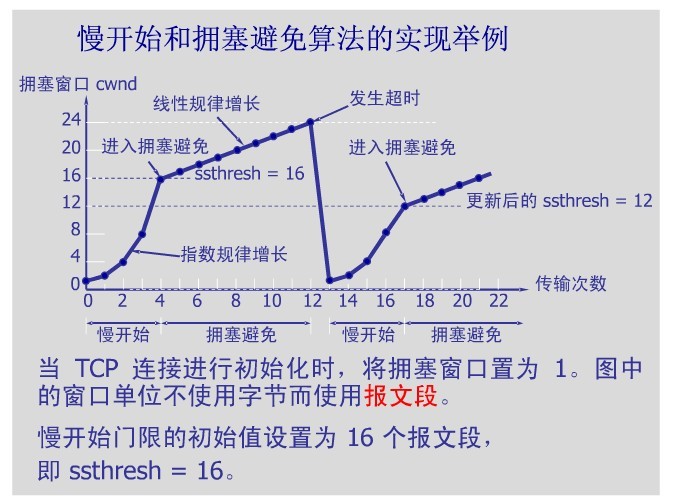 慢开始和拥塞避免算法的实现举例
拥塞窗口 cwnd
线性规律增长
发生超时
24
进入拥塞避免
进入拥塞避免
20
ssthresh = 16
16
更新后的 ssthresh = 12
12
8
指数规律增长
4
0
0 2 4 6 8 10 12 14 16 18 20 22
传输次数
慢开始 拥塞避免 慢开始 拥塞避免
当 TCP 连接进行初始化时，将拥塞窗口置为 1。图中
的窗口单位不使用字节而使用报文段。
慢开始门限的初始值设置为 16 个报文段，
即 ssthresh = 16。